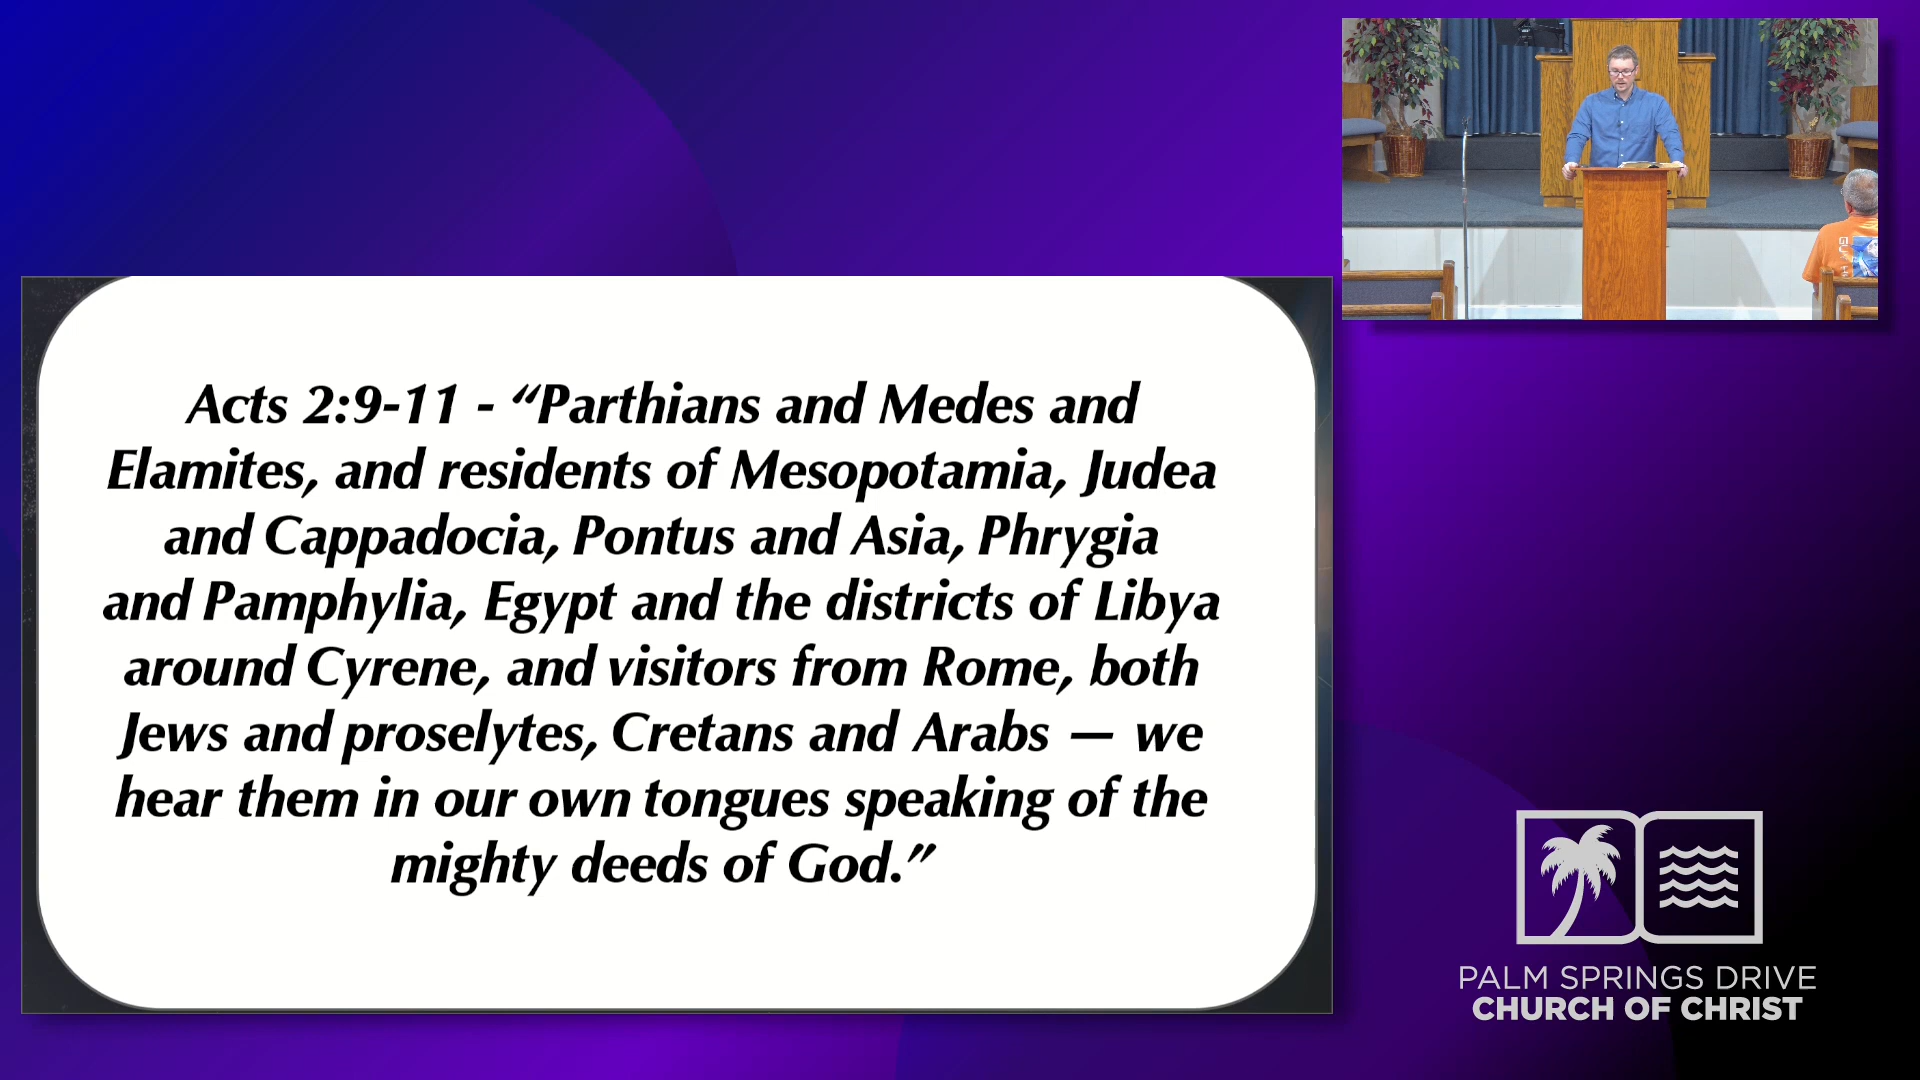 Acts 2:9-11 - “Parthians and Medes and
Elamites, and residents of Mesopotamia, Judea
and Cappadocia, Pontus and Asia, Phrygia
and Pamphylia, Egypt and the districts of Libya
around Cyrene, and visitors from Rome, both
Jews and proselytes, Cretans and Arabs — we
hear them in our own tongues speaking of the
mighty deeds of God.”
PALM SPRINGS DRIVE
CHURCH OF CHRIST